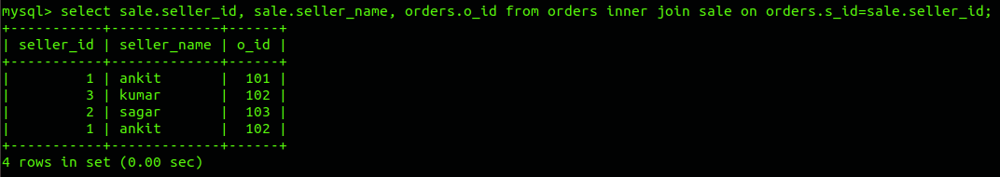 mysql> select sale.seller_id, sale.seller_name, orders.o_id from orders inner join sale on orders.s_id=sale.seller_id;
+-----------+-------------+------+
| seller_id | seller_name | o_id |
+-----------+-------------+------+
|         1 | ankit       |  101 |
|         3 | kumar       |  102 |
|         2 | sagar       |  103 |
|         1 | ankit       |  102 |
+-----------+-------------+------+
4 rows in set (0.00 sec)